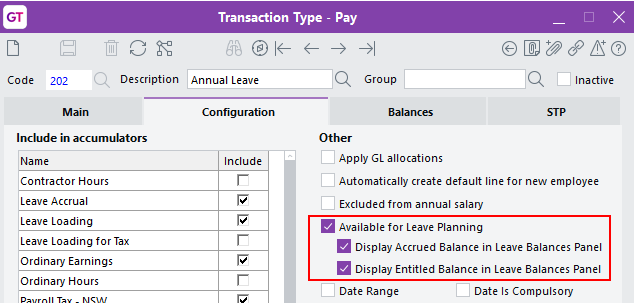 GT Transaction Type - Pay
Code 202 Description Annual Leave Group Inactive
Main Configuration Balances STP
Include in accumulators
Name Include
Contractor Hours
Leave Accrual
Leave Loading
Leave Loading for Tax
Ordinary Earnings
Ordinary Hours
Payroll Tax - NSW
Other
Apply GL allocations
Automatically create default line for new employee
Excluded from annual salary
Available for Leave Planning
Display Accrued Balance in Leave Balances Panel
Display Entitled Balance in Leave Balances Panel
Date Range Date Is Compulsory